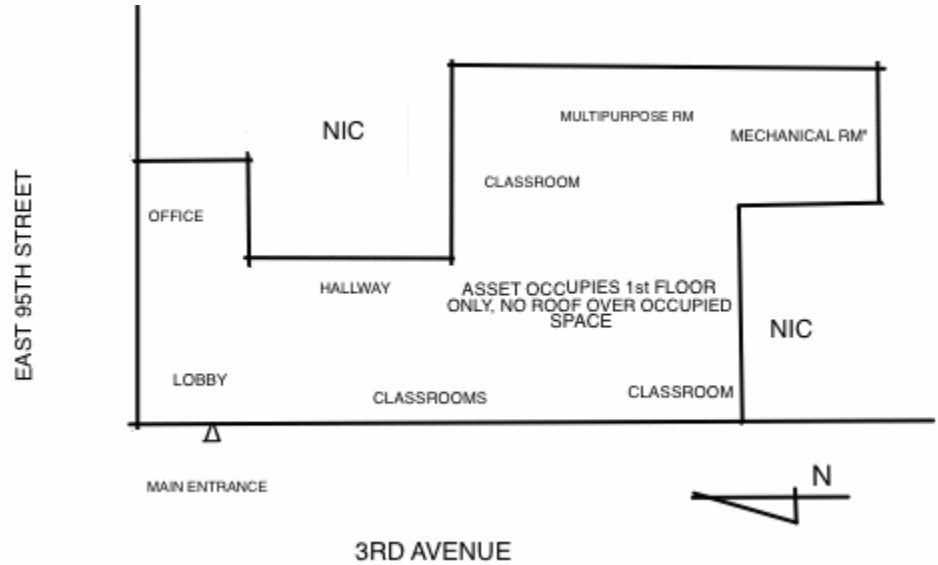 NIC
MULTIPURPOSE RM
MECHANICAL RM"
CLASSROOM
OFFICE
EAST 95TH STREET
HALLWAY
ASSET OCCUPIES 1st FLOOR
ONLY, NO ROOF OVER OCCUPIED
SPACE
NIC
LOBBY
CLASSROOMS
CLASSROOM
MAIN ENTRANCE
N
3RD AVENUE